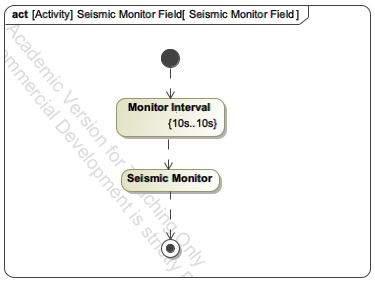 act [Activity] Seismic Monitor Field[ Seismic Monitor Field ]
Academic Version for Teaching Only
Commercial Development is strictly
Monitor Interval
{10s..10s}
Seismic Monitor